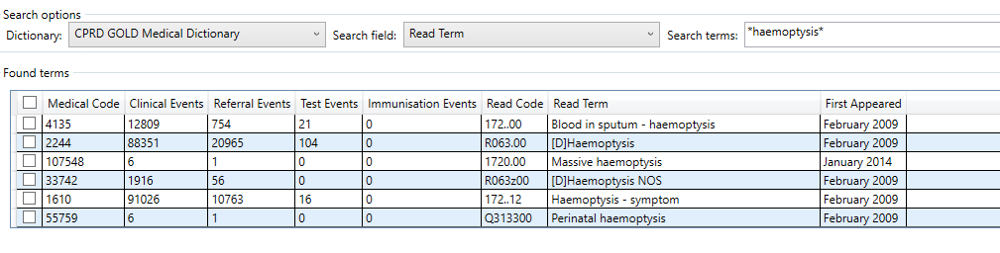 Search options
Dictionary: CPRD GOLD Medical Dictionary Search field: Read Term Search terms: *haemoptysis*
Found terms
Medical Code Clinical Events Referral Events Test Events Immunisation Events Read Code Read Term First Appeared
4135 12809 754 21 0 172..00 Blood in sputum - haemoptysis February 2009
2244 88351 20965 104 0 R063.00 [D]Haemoptysis February 2009
107548 6 1 0 0 1720.00 Massive haemoptysis January 2014
33742 1916 56 0 0 R063z00 [D]Haemoptysis NOS February 2009
1610 91026 10763 16 0 172..12 Haemoptysis - symptom February 2009
55759 6 1 0 0 Q313300 Perinatal haemoptysis February 2009